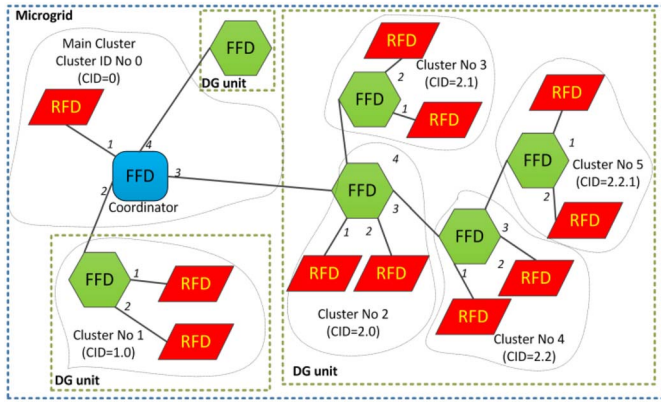 Microgrid
Main Cluster
Cluster ID No 0
(CID=0)
RFD
1
4
FFD
3
2
Coordinator
FFD
DG unit
FFD
1
RFD
2
RFD
Cluster No 1
(CID=1.0)
DG unit
RFD
Cluster No 3
(CID=2.1)
2
FFD
1
RFD
4
FFD
3
1
2
RFD
RFD
Cluster No 2
(CID=2.0)
DG unit
RFD
1
FFD
Cluster No 5
(CID=2.2.1)
2
RFD
FFD
3
1
2
RFD
RFD
Cluster No 4
(CID=2.2)